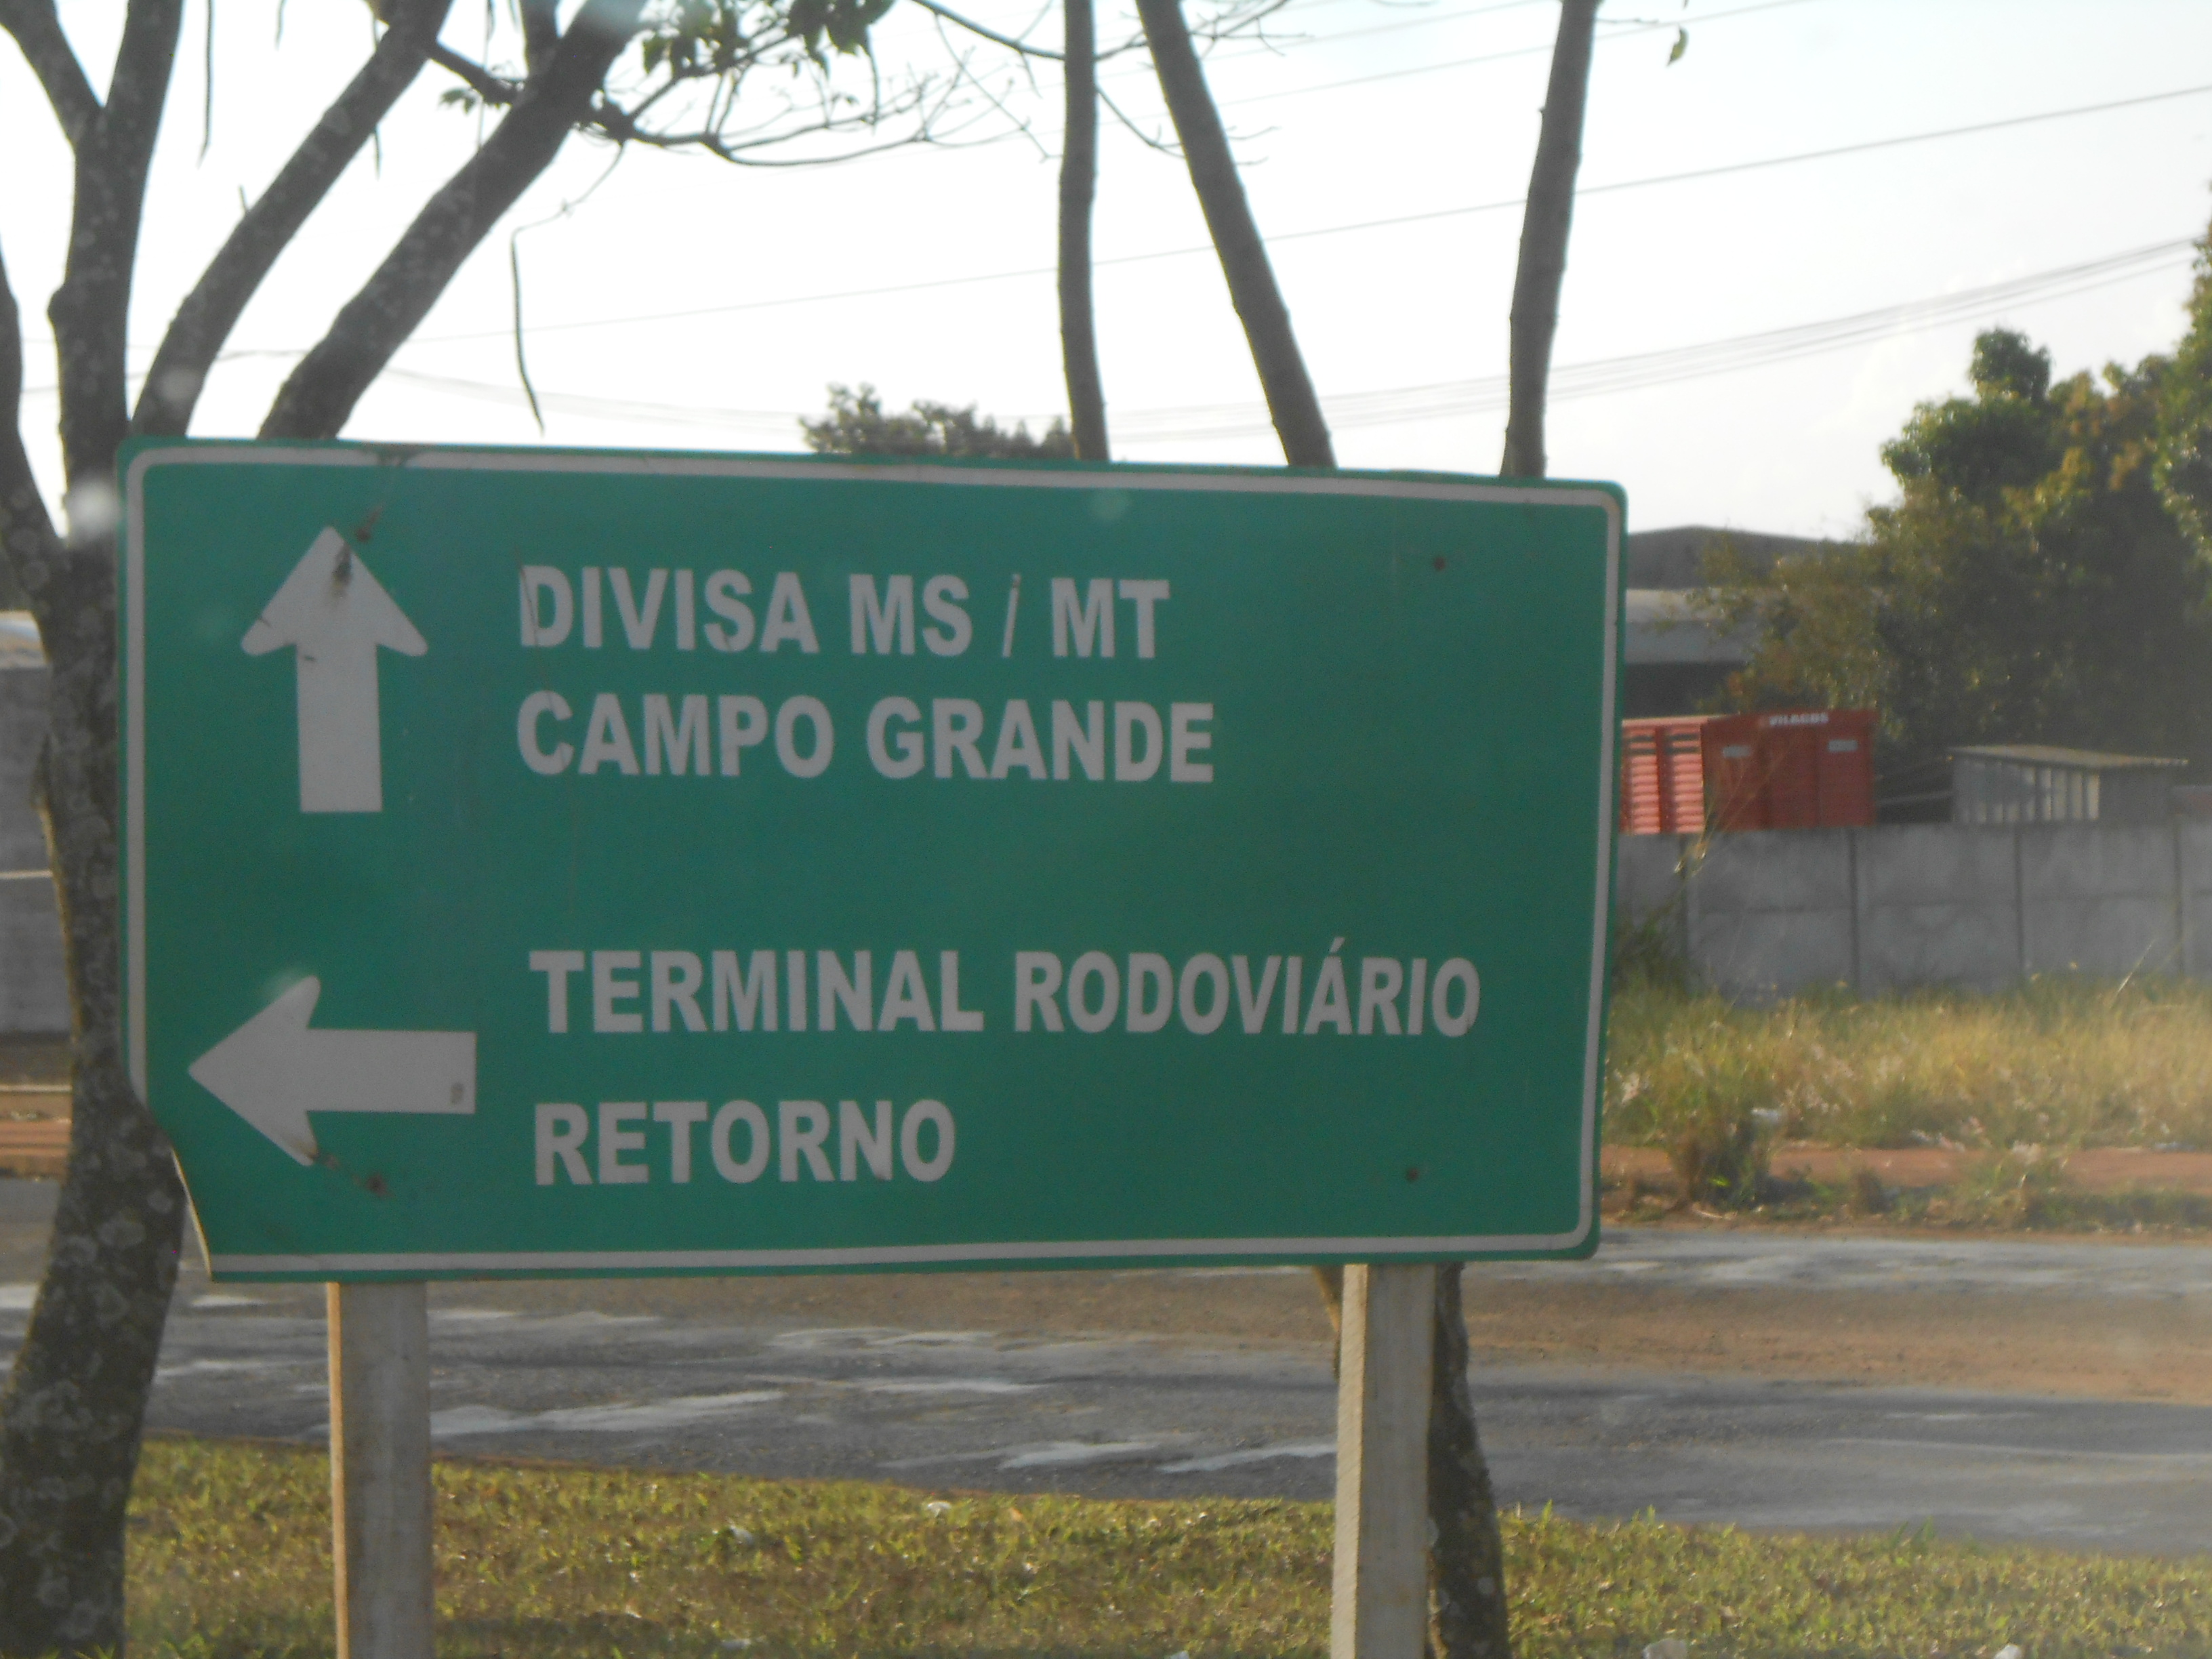 DIVISA MS / MT
CAMPO GRANDE
TERMINAL RODOVIÁRIO
RETORNO